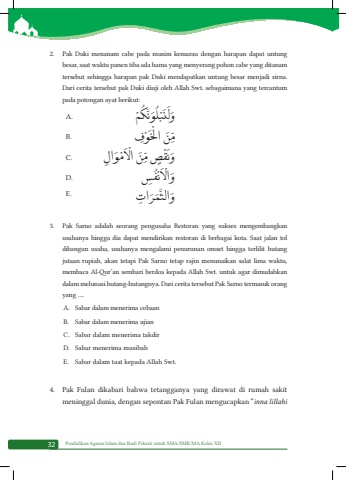 2. Pak Duki menanam cabe pada musim kemarau dengan harapan dapat untung
besar, saat waktu panen tiba ada hama yang menyerang pohon cabe yang ditanam
tersebut sehingga harapan pak Duki mendapatkan untung besar menjadi sirna.
Dari cerita tersebut pak Duki diuji oleh Allah Swt. sebagaimana yang tercantum
pada potongan ayat berikut:
A. وَلَنَبْلُوَنَّكُمْ
B. مِّنَ الْخَوْفِ
C. وَنَقْصٍ مِّنَ الْاَمْوَالِ
D. وَالْاَنْفُسِ
E. وَالثَّمَرَاتِ
3. Pak Sarno adalah seorang pengusaha Restoran yang sukses mengembangkan
usahanya hingga dia dapat mendirikan restoran di berbagai kota. Saat jalan tol
dibangun usaha, usahanya mengalami penurunan omset hingga terlilit hutang
jutaan rupiah, akan tetapi Pak Sarno tetap rajin menunaikan salat lima waktu,
membaca Al-Qur'an sembari berdoa kepada Allah Swt. untuk agar dimudahkan
dalam melunasi hutang-hutangnya. Dari cerita tersebut Pak Sarno termasuk orang
yang ....
A. Sabar dalam menerima cobaan
B. Sabar dalam menerima ujian
C. Sabar dalam menerima takdir
D. Sabar menerima musibah
E. Sabar dalam taat kepada Allah Swt.
4. Pak Fulan dikabari bahwa tetangganya yang dirawat di rumah sakit
meninggal dunia, dengan sepontan Pak Fulan mengucapkan "inna lillahi
32 Pendidikan Agama Islam dan Budi Pekerti untuk SMA/SMK/MA Kelas XII